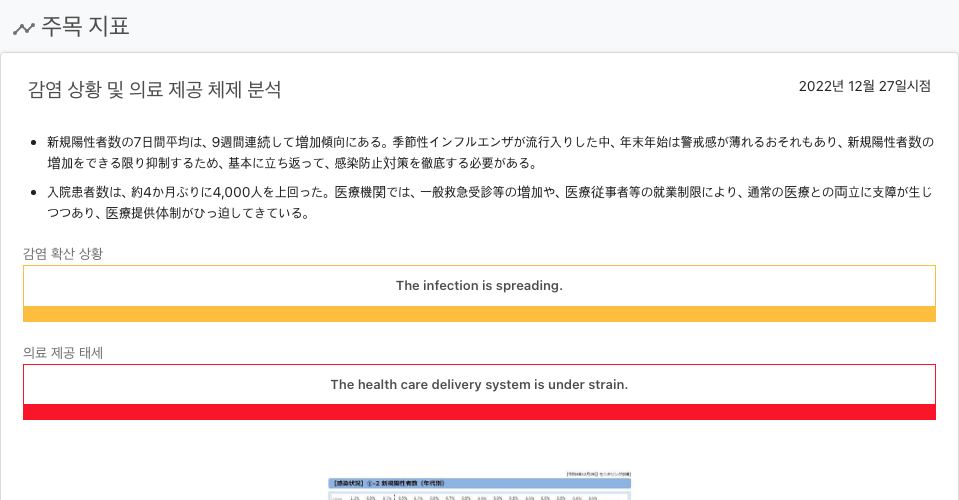 주목 지표
감염 상황 및 의료 제공 체제 분석
2022년 12월 27일시점
• 新規陽性者数の7日間平均は、9週間連続して増加傾向にある。季節性インフルエンザが流行入りした中、年末年始は警戒感が薄れるおそれもあり、新規陽性者数の
増加をできる限り抑制するため、基本に立ち返って、感染防止対策を徹底する必要がある。
• 入院患者数は、約4か月ぶりに4,000人を上回った。医療機関では、一般救急受診等の増加や、医療従事者等の就業制限により、通常の医療との両立に支障が生じ
つつあり、医療提供体制がひっ迫してきている。
감염 확산 상황
The infection is spreading.
의료 제공 태세
The health care delivery system is under strain.
【感染状況】①-2 新規陽性者数（年代別）